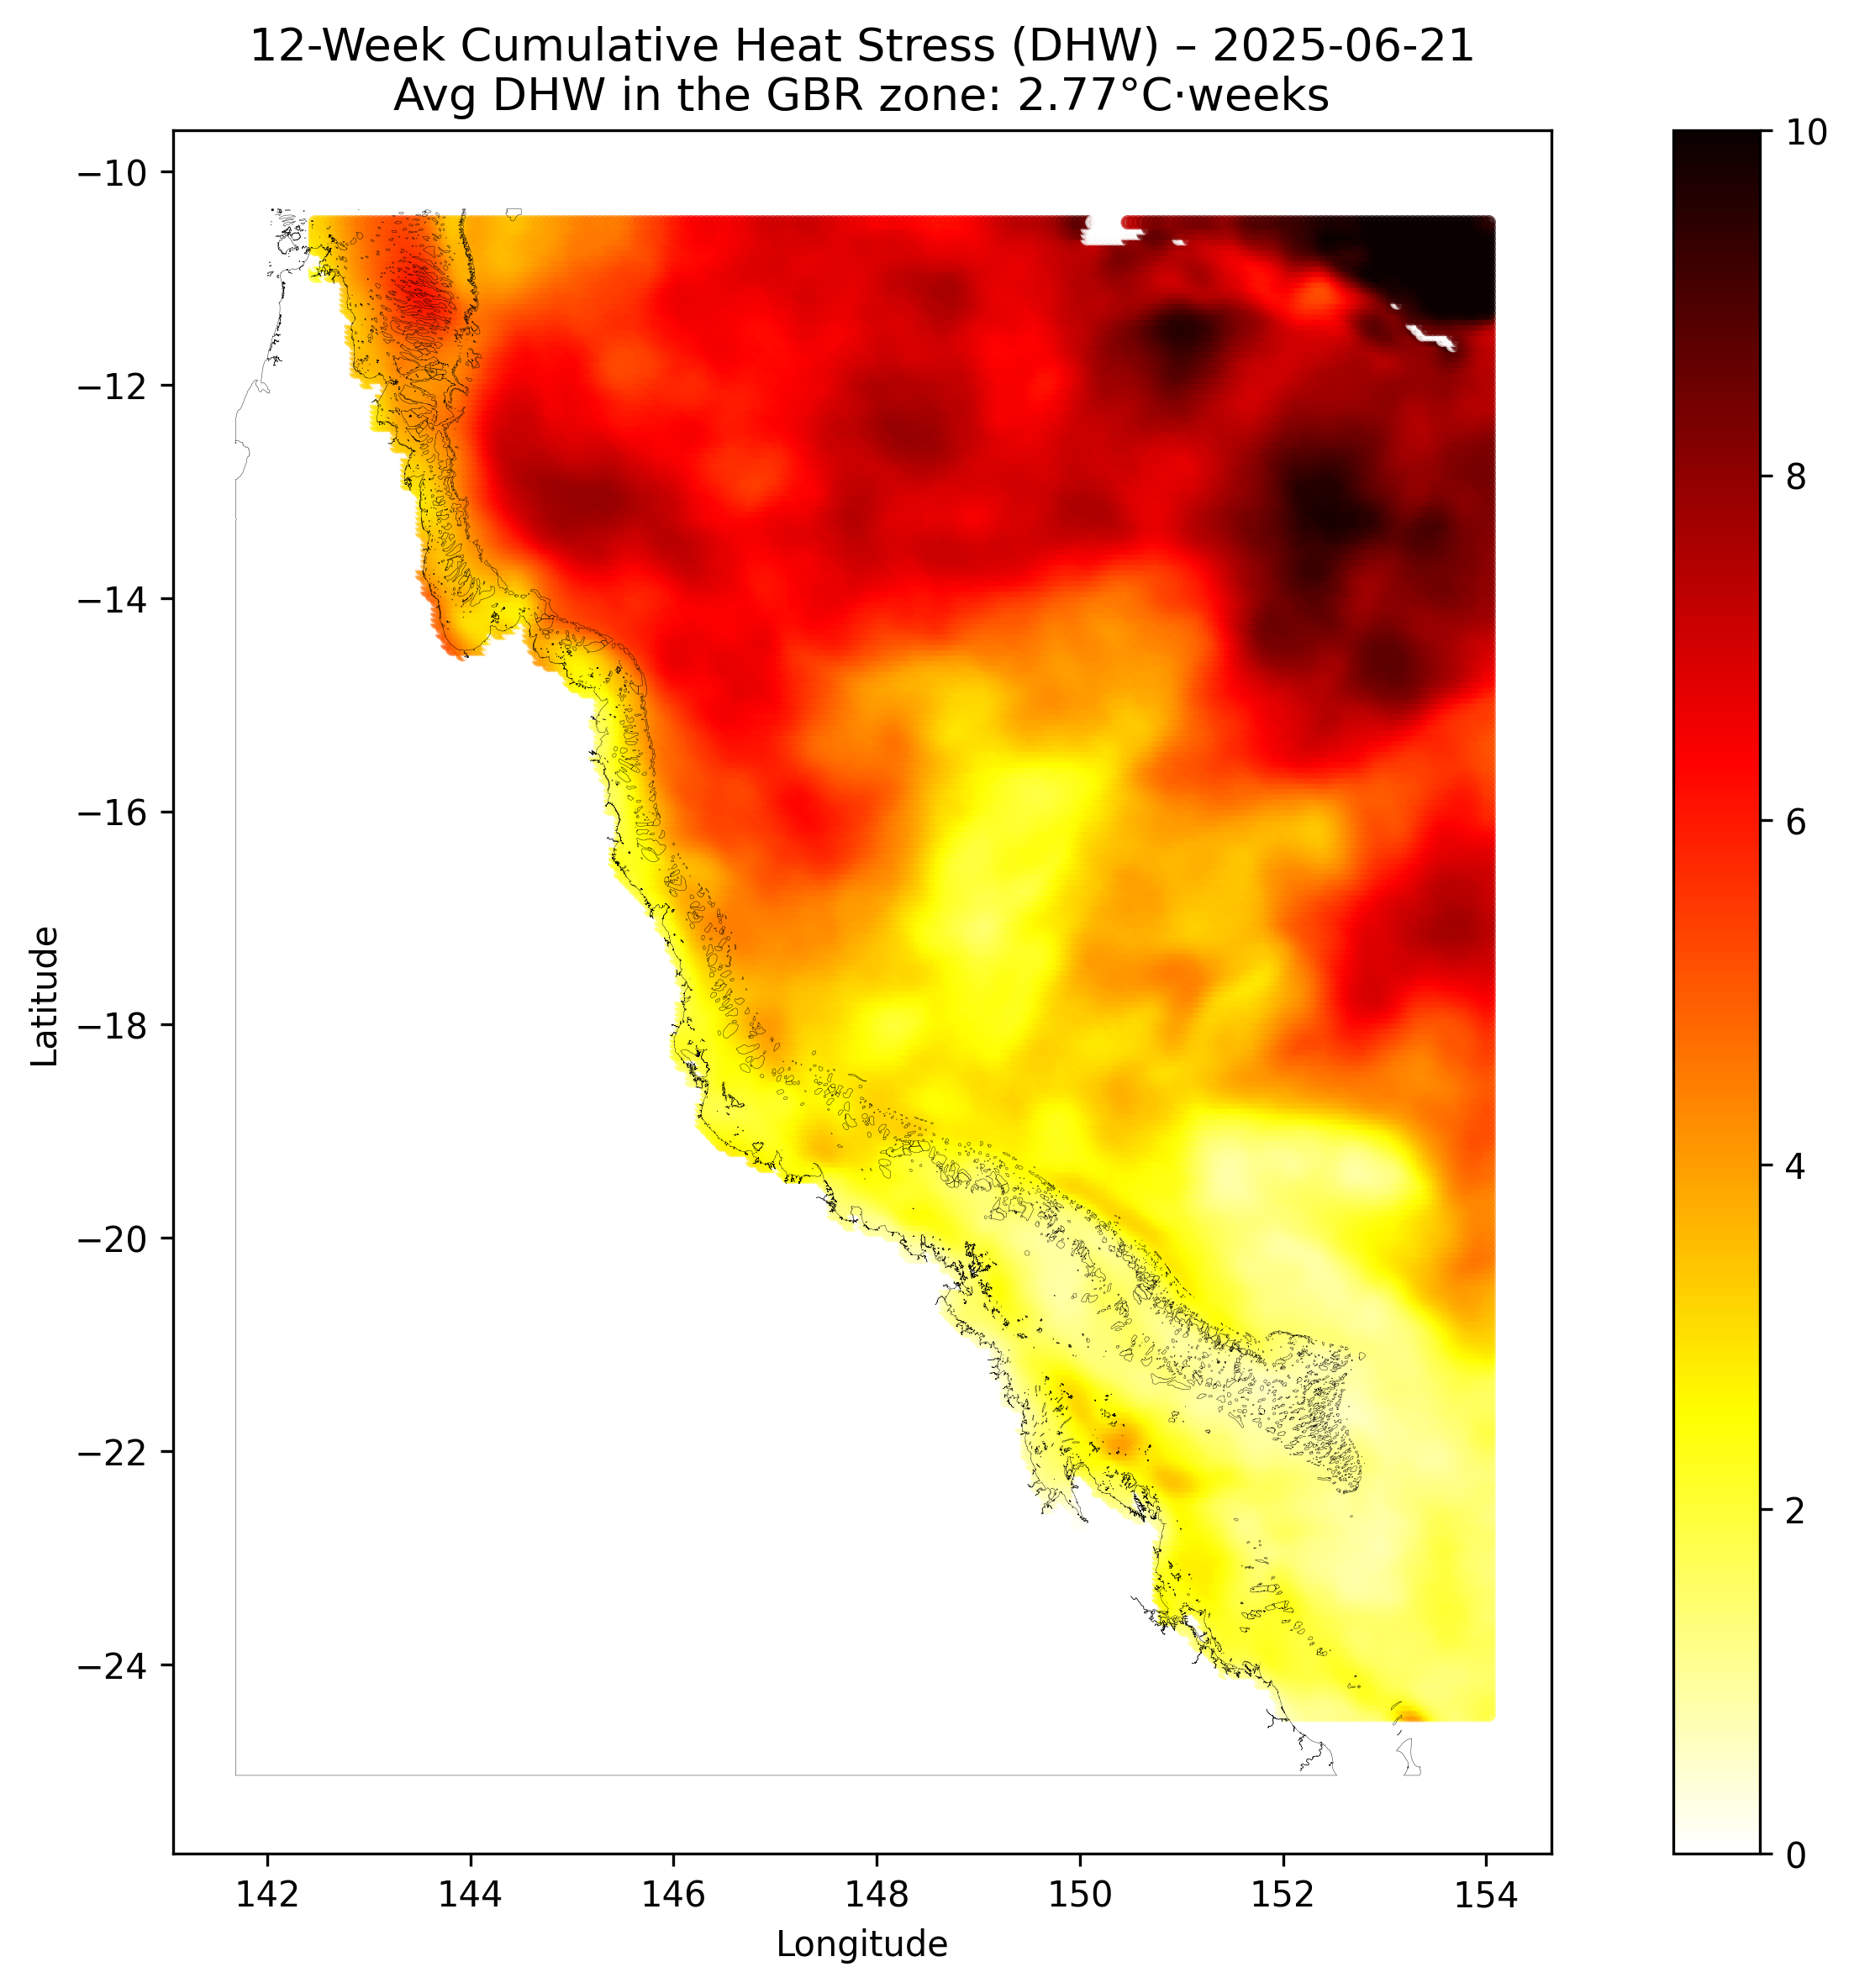 12-Week Cumulative Heat Stress (DHW) – 2025-06-21
Avg DHW in the GBR zone: 2.77°C·weeks
10
8
6
4
2
0
−10
−12
−14
−16
−18
−20
−22
−24
Latitude
142 144 146 148 150 152 154
Longitude